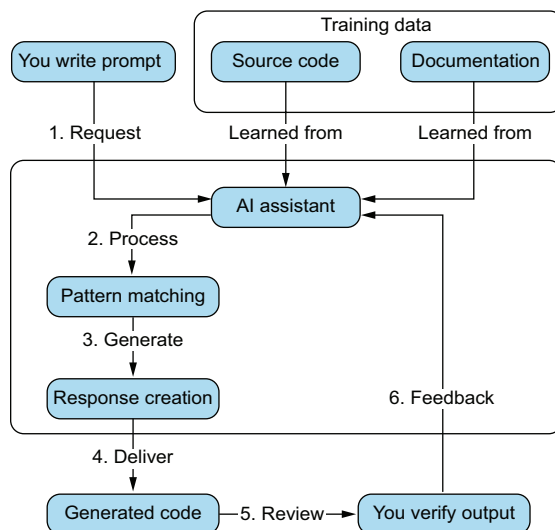 Training data
You write prompt
Source code
Documentation
1. Request
Learned from
Learned from
AI assistant
2. Process
Pattern matching
3. Generate
Response creation
6. Feedback
4. Deliver
Generated code
5. Review
You verify output